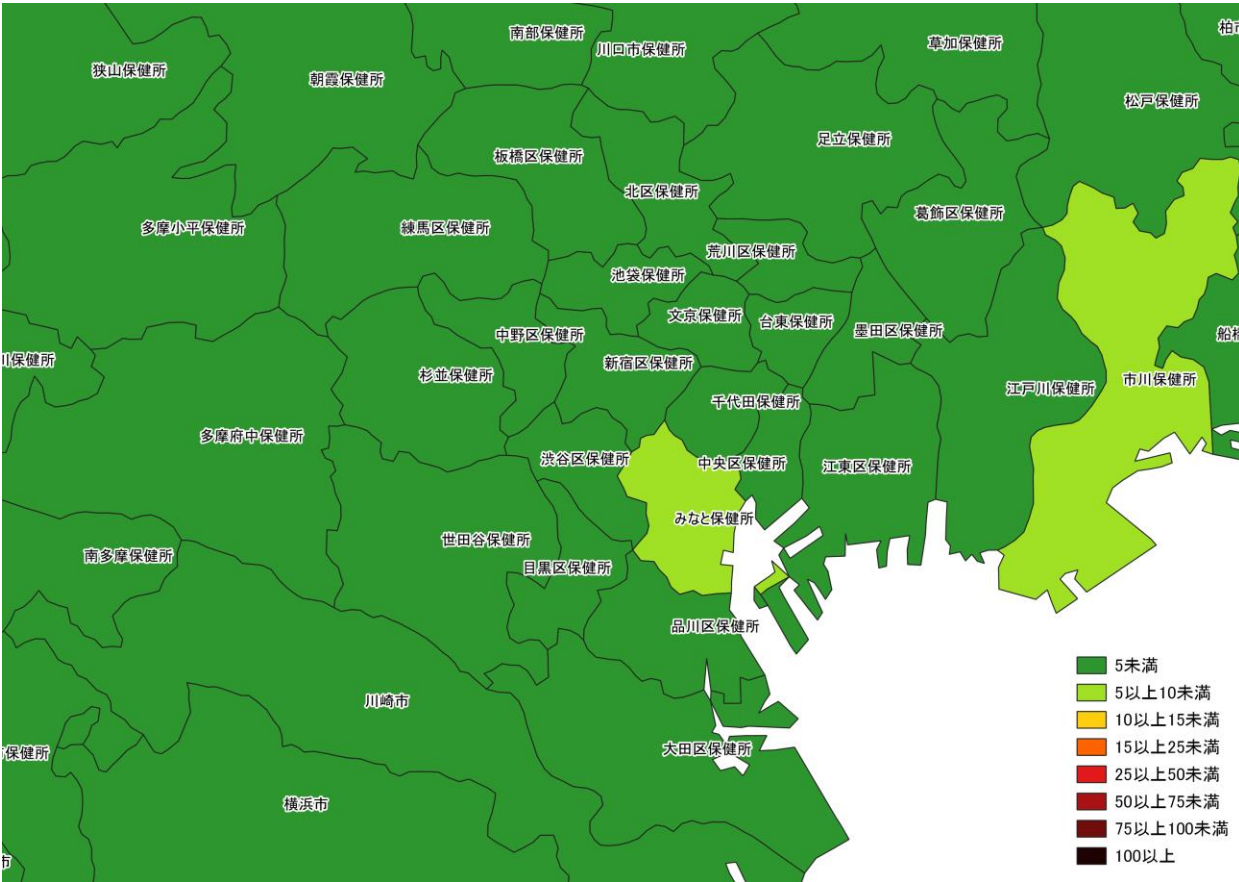 南部保健所
川口市保健所
草加保健所
柏市
狭山保健所
朝霞保健所
松戸保健所
足立保健所
板橋区保健所
北区保健所
葛飾区保健所
多摩小平保健所
練馬区保健所
荒川区保健所
池袋保健所
文京保健所
台東保健所
墨田区保健所
中野区保健所
船橋
川保健所
新宿区保健所
杉並保健所
市川保健所
江戸川保健所
千代田保健所
多摩府中保健所
渋谷区保健所
中央区保健所
江東区保健所
みなと保健所
世田谷保健所
南多摩保健所
目黒区保健所
品川区保健所
川崎市
大田区保健所
保健所
横浜市
市
5未満
5以上10未満
10以上15未満
15以上25未満
25以上50未満
50以上75未満
75以上100未満
100以上